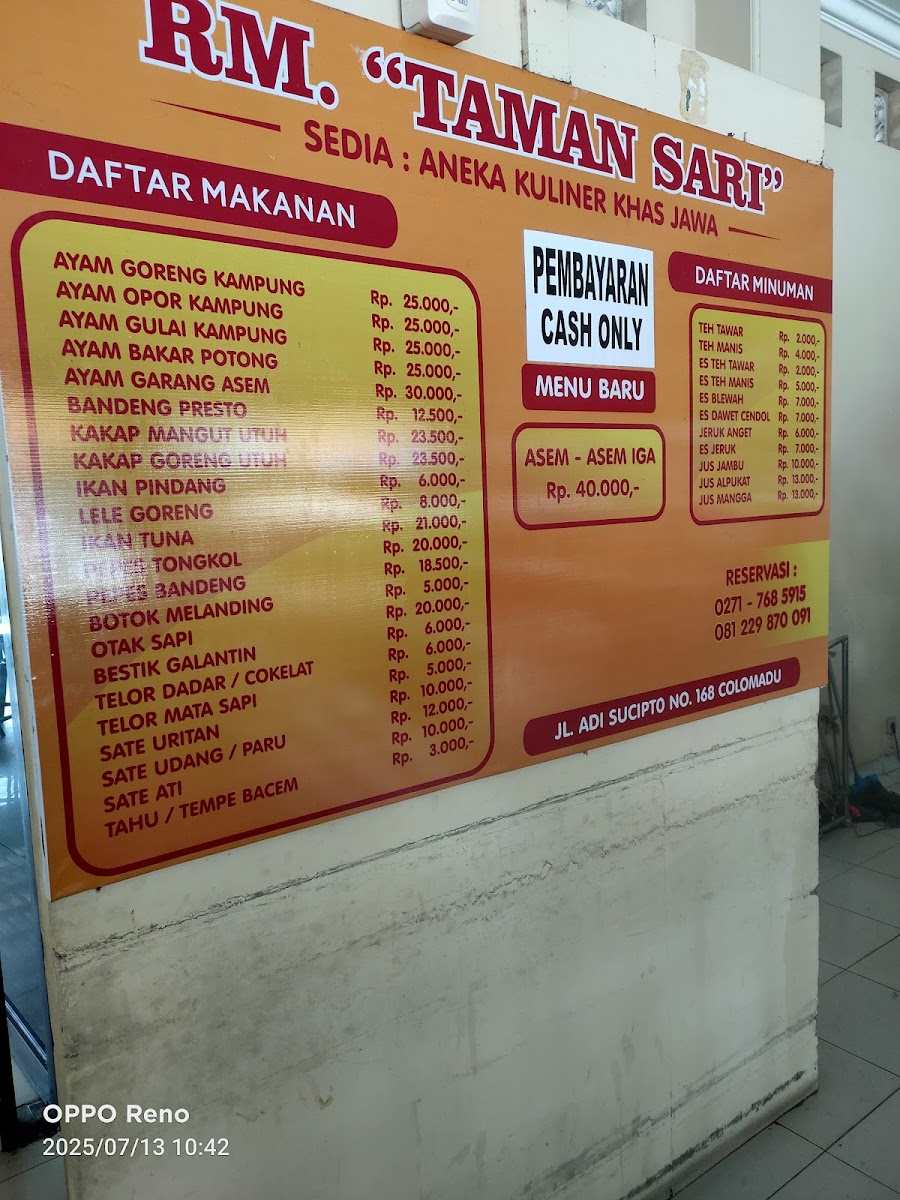 RM. “TAMAN SARI”
SEDIA : ANEKA KULINER KHAS JAWA
DAFTAR MAKANAN
AYAM GORENG KAMPUNG Rp. 25.000,-
AYAM OPOR KAMPUNG Rp. 25.000,-
AYAM GULAI KAMPUNG Rp. 25.000,-
AYAM BAKAR POTONG Rp. 25.000,-
AYAM GARANG ASEM Rp. 30.000,-
BANDENG PRESTO Rp. 12.500,-
KAKAP MANGUT UTUH Rp. 23.500,-
KAKAP GORENG UTUH Rp. 23.500,-
IKAN PINDANG Rp. 6.000,-
LELE GORENG Rp. 8.000,-
IKAN TUNA Rp. 21.000,-
PEPES TONGKOL Rp. 20.000,-
PEPES BANDENG Rp. 18.500,-
BOTOK MELANDING Rp. 5.000,-
OTAK SAPI Rp. 20.000,-
BESTIK GALANTIN Rp. 6.000,-
TELOR DADAR / COKELAT Rp. 6.000,-
TELOR MATA SAPI Rp. 5.000,-
SATE URITAN Rp. 10.000,-
SATE UDANG / PARU Rp. 12.000,-
SATE ATI Rp. 10.000,-
TAHU / TEMPE BACEM Rp. 3.000,-
PEMBAYARAN
CASH ONLY
MENU BARU
ASEM - ASEM IGA
Rp. 40.000,-
DAFTAR MINUMAN
TEH TAWAR Rp. 2.000,-
TEH MANIS Rp. 4.000,-
ES TEH TAWAR Rp. 2.000,-
ES TEH MANIS Rp. 5.000,-
ES BLEWAH Rp. 7.000,-
ES DAWET CENDOL Rp. 7.000,-
JERUK ANGET Rp. 6.000,-
ES JERUK Rp. 7.000,-
JUS JAMBU Rp. 10.000,-
JUS ALPUKAT Rp. 13.000,-
JUS MANGGA Rp. 13.000,-
RESERVASI :
0271 - 768 5915
081 229 870 091
JL. ADI SUCIPTO NO. 168 COLOMADU
OPPO Reno
2025/07/13 10:42